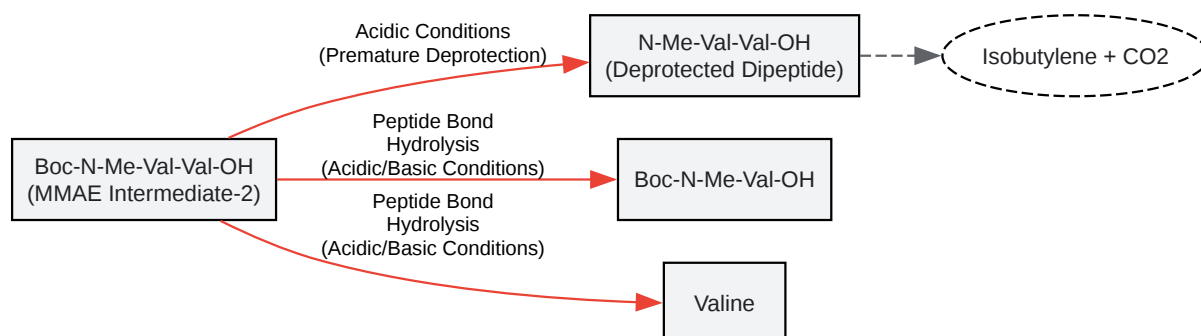 Acidic Conditions
(Premature Deprotection)
N-Me-Val-Val-OH
(Deprotected Dipeptide)
Isobutylene + CO2
Boc-N-Me-Val-Val-OH
(MMAE Intermediate-2)
Peptide Bond
Hydrolysis
(Acidic/Basic Conditions)
Boc-N-Me-Val-OH
Peptide Bond
Hydrolysis
(Acidic/Basic Conditions)
Valine